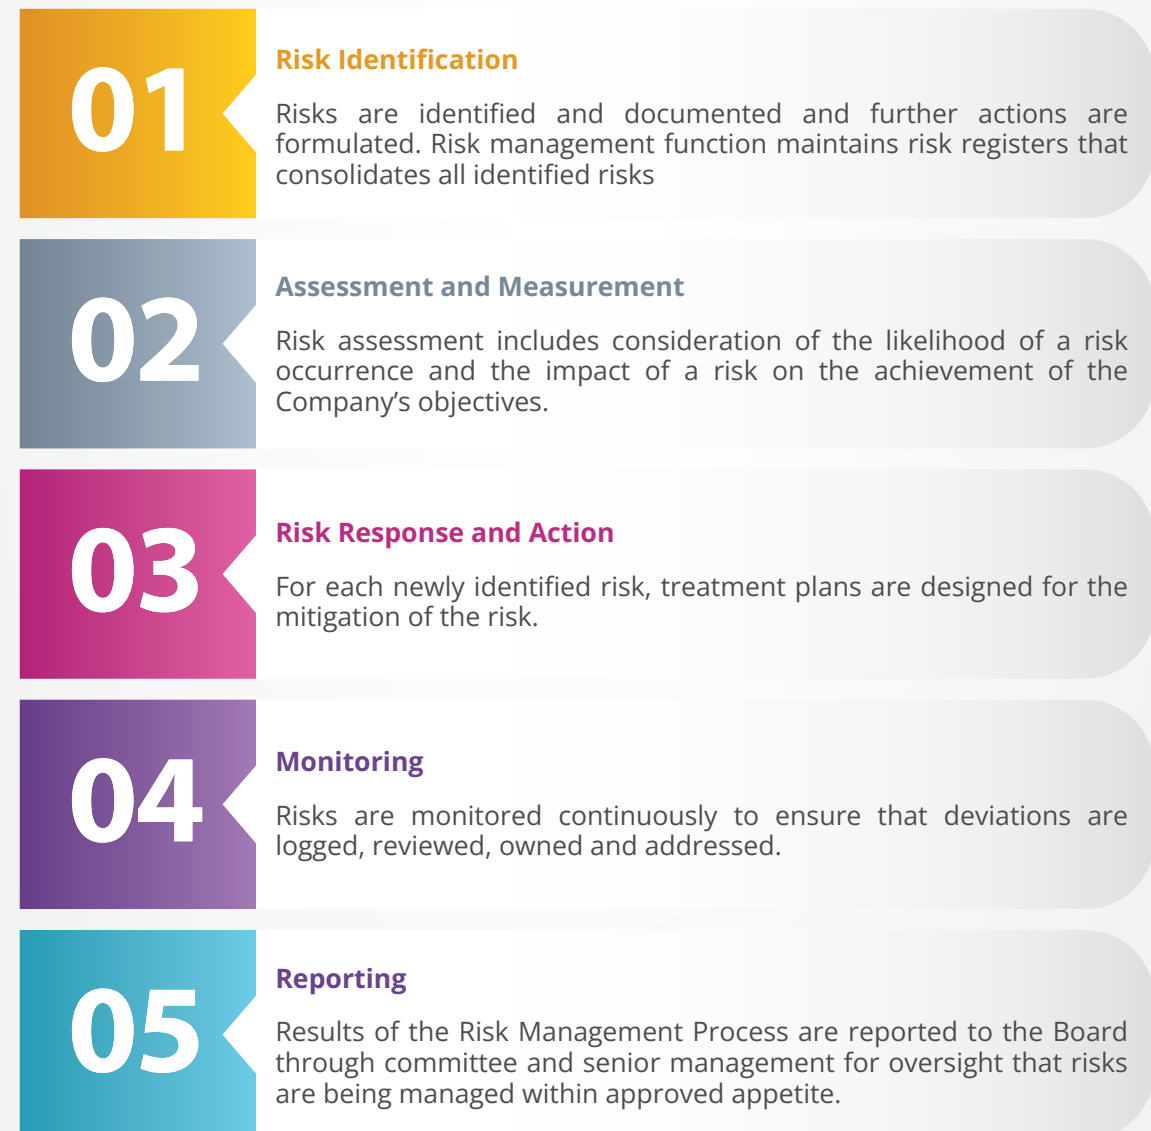 01
Risk Identification
Risks are identified and documented and further actions are
formulated. Risk management function maintains risk registers that
consolidates all identified risks
02
Assessment and Measurement
Risk assessment includes consideration of the likelihood of a risk
occurrence and the impact of a risk on the achievement of the
Company’s objectives.
03
Risk Response and Action
For each newly identified risk, treatment plans are designed for the
mitigation of the risk.
04
Monitoring
Risks are monitored continuously to ensure that deviations are
logged, reviewed, owned and addressed.
05
Reporting
Results of the Risk Management Process are reported to the Board
through committee and senior management for oversight that risks
are being managed within approved appetite.